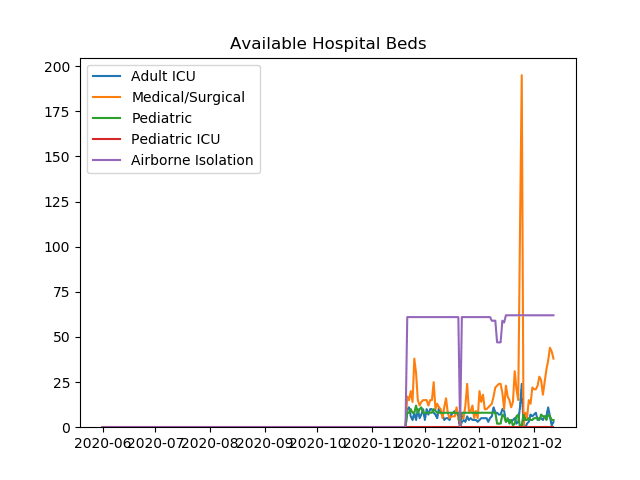 Available Hospital Beds
200
175
150
125
100
75
50
25
0
Adult ICU
Medical/Surgical
Pediatric
Pediatric ICU
Airborne Isolation
2020-06 2020-07 2020-08 2020-09 2020-10 2020-11 2020-12 2021-01 2021-02